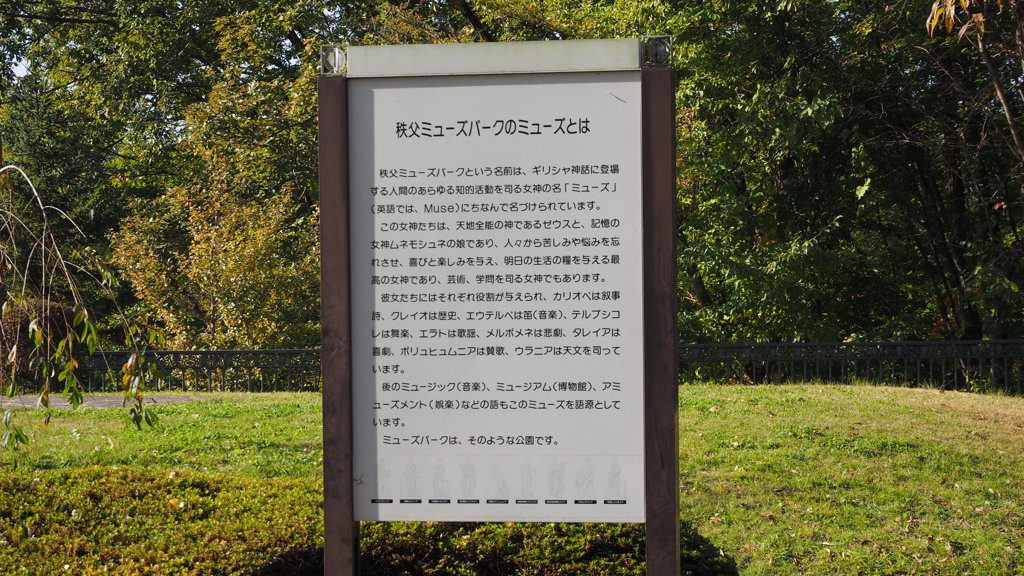 秩父ミューズパークのミューズとは
秩父ミューズパークという名前は、ギリシャ神話に登場
する人間のあらゆる知的活動を司る女神の名「ミューズ」
(英語では、Muse)にちなんで名づけられています。
この女神たちは、天地全能の神であるゼウスと、記憶の
女神ムネモシュネの娘であり、人々から苦しみや悩みを忘
れさせ、喜びと楽しみを与え、明日の生活の糧を与える最
高の女神であり、芸術、学問を司る女神でもあります。
彼女たちにはそれぞれ役割が与えられ、カリオペは叙事
詩、クレイオは歴史、エウテルペは笛(音楽)、テルプシコ
レは舞楽、エラトは歌謡、メルポメネは悲劇、タレイアは
喜劇、ポリュヒュムニアは賛歌、ウラニアは天文を司って
います。
後のミュージック(音楽)、ミュージアム(博物館)、アミ
ューズメント(娯楽)などの語もこのミューズを語源として
います。
ミューズパークは、そのような公園です。